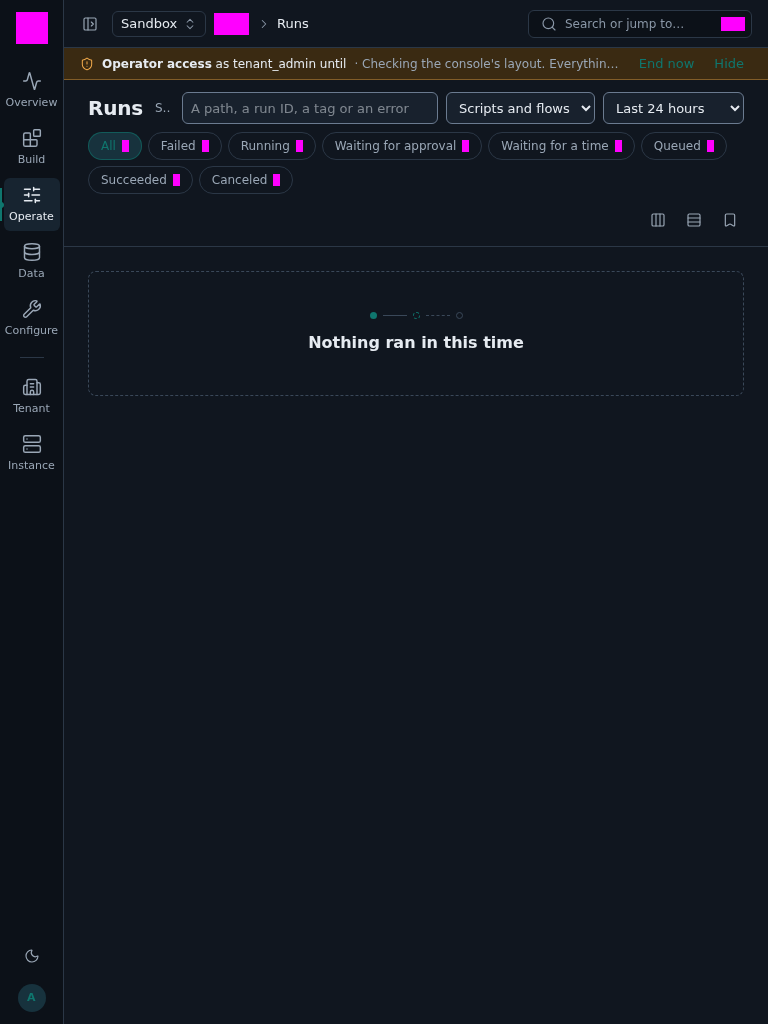 Sandbox
Runs
Search or jump to...
Operator access as tenant_admin until · Checking the console's layout. Everythin... End now Hide
Runs S.. A path, a run ID, a tag or an error Scripts and flows Last 24 hours
All Failed Running Waiting for approval Waiting for a time Queued
Succeeded Canceled
Nothing ran in this time
Overview
Build
Operate
Data
Configure
Tenant
Instance
A